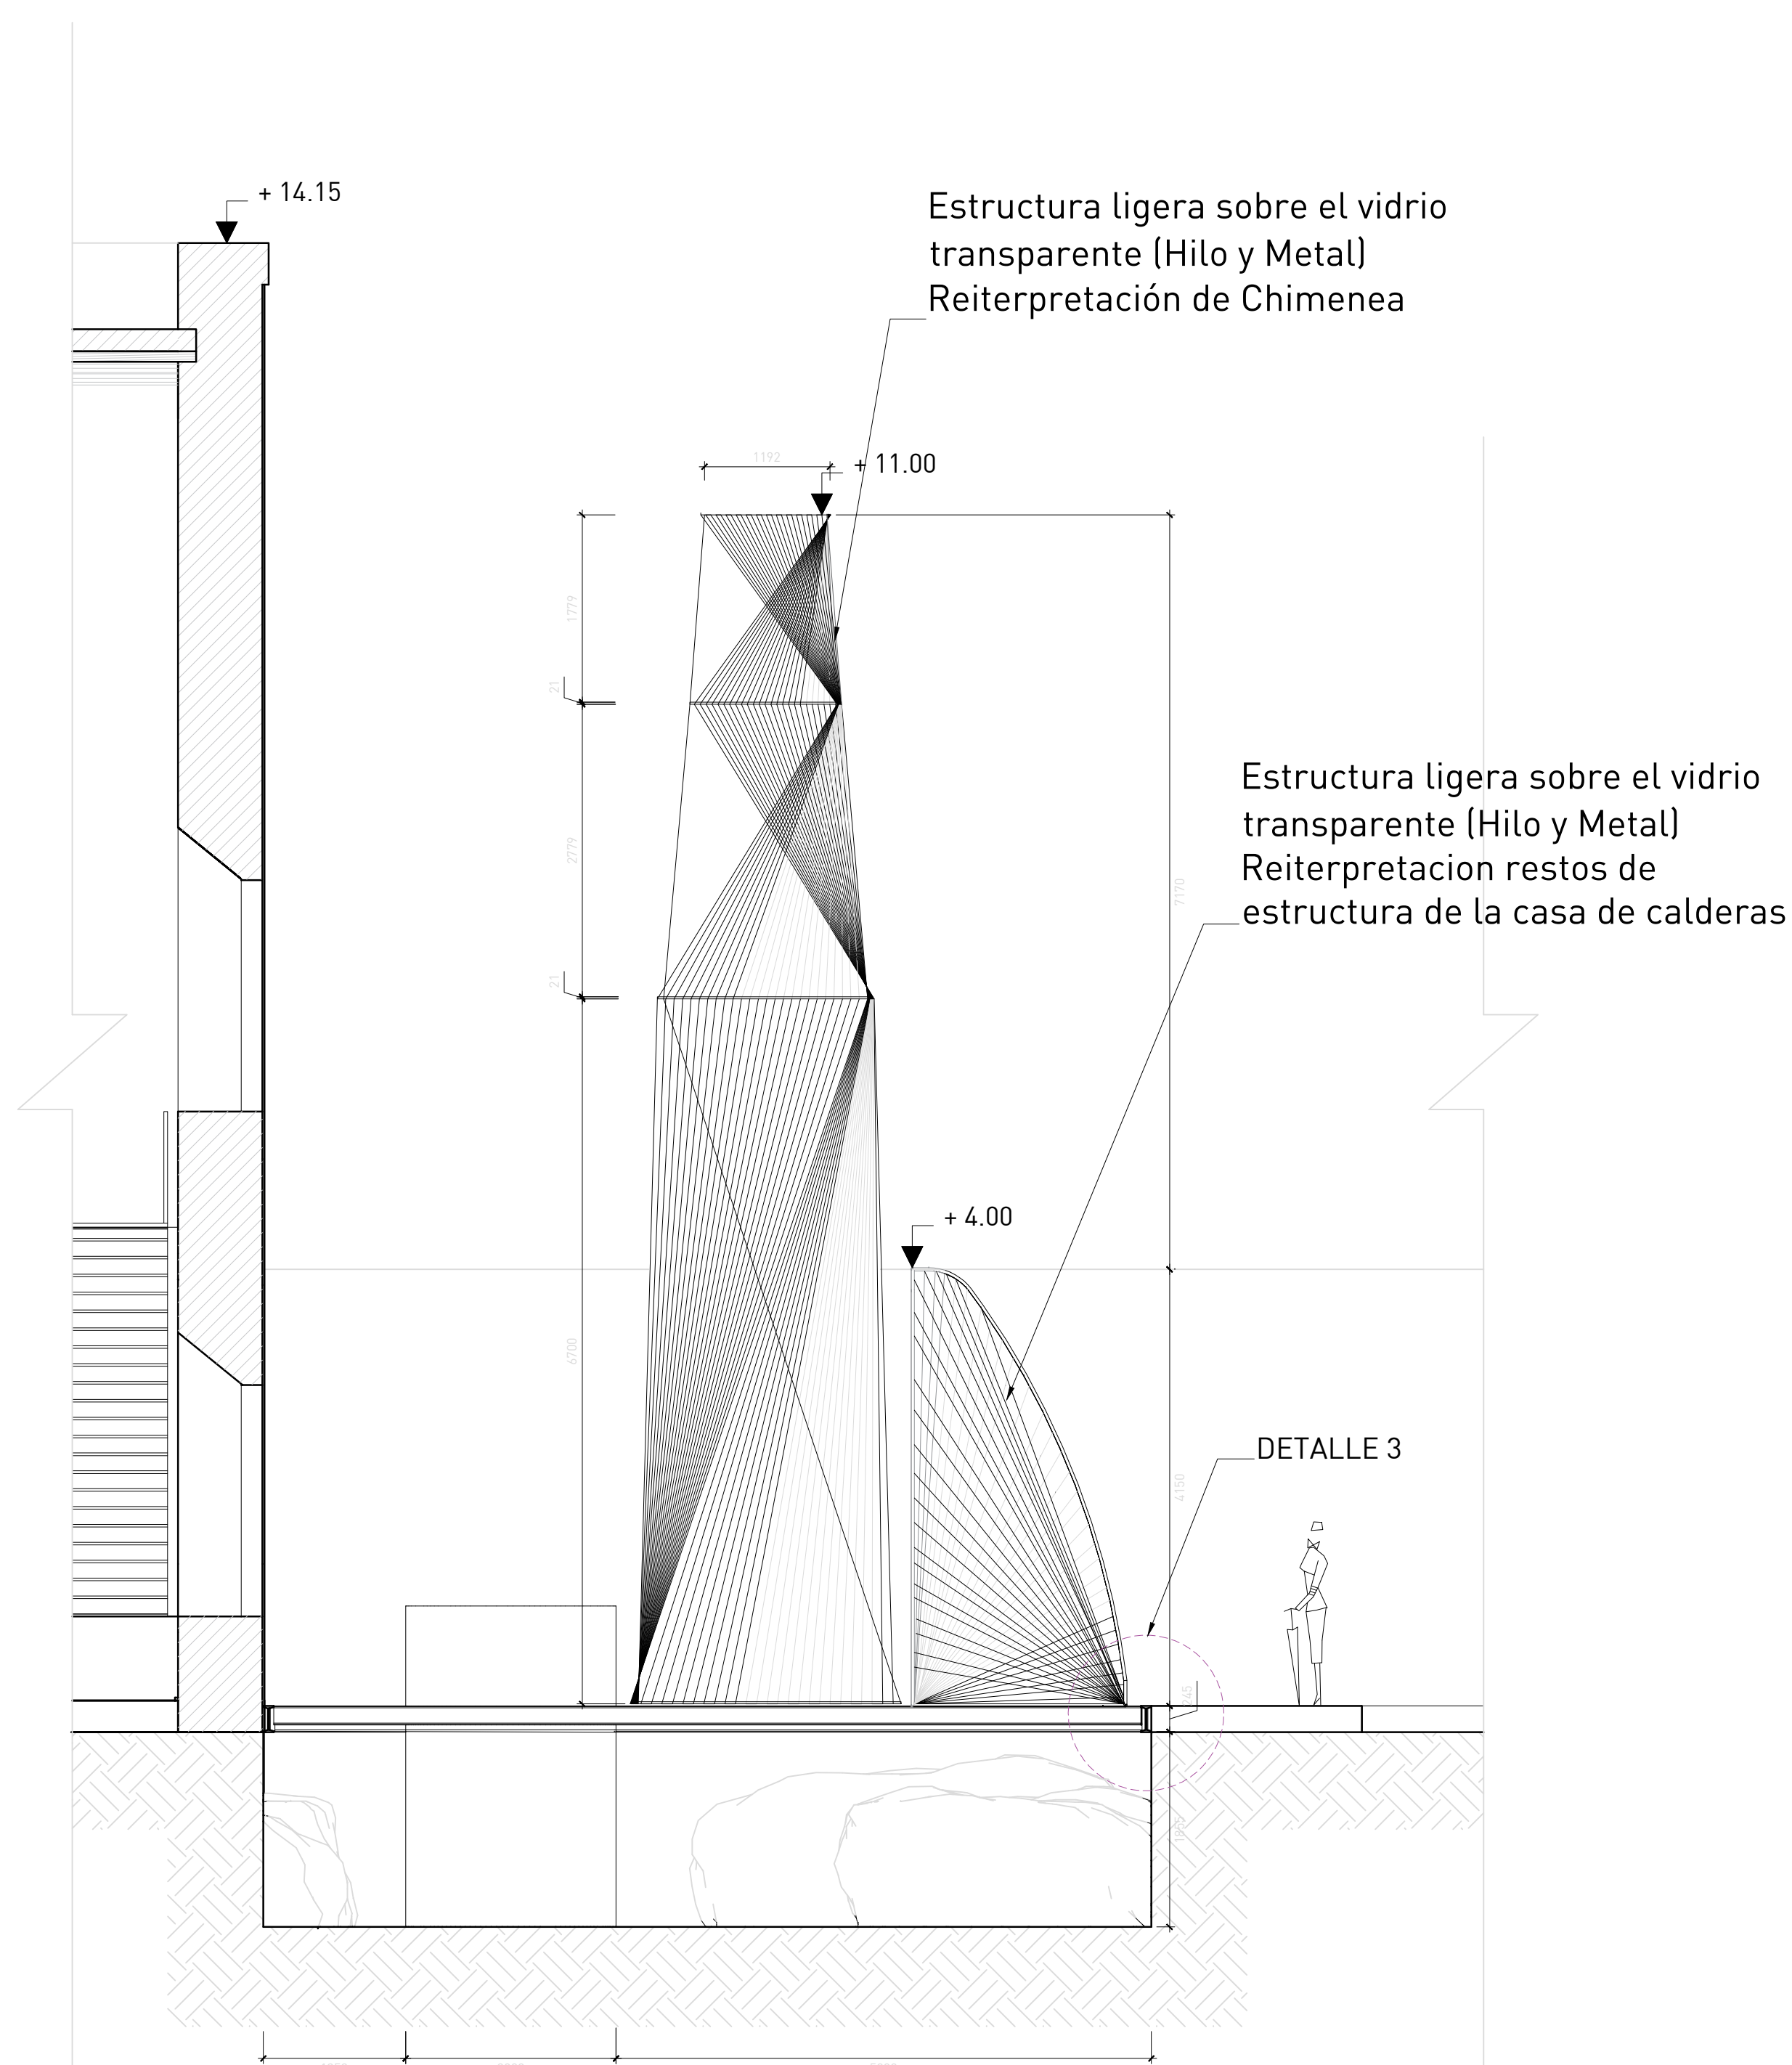 + 14.15
Estructura ligera sobre el vidrio
transparente (Hilo y Metal)
Reiterpretación de Chimenea
1192
+ 11.00
1779
21
2779
Estructura ligera sobre el vidrio
transparente (Hilo y Metal)
Reiterpretacion restos de
estructura de la casa de calderas
7170
21
+ 4.00
6700
DETALLE 3
4150
245
1855